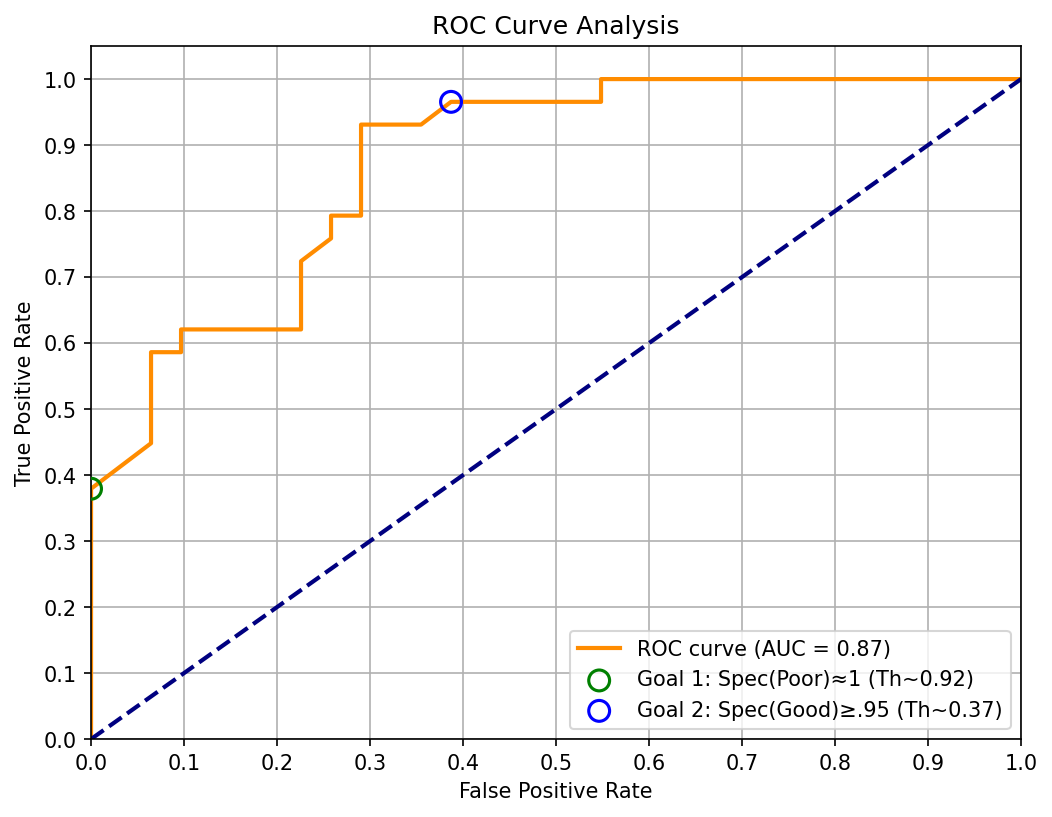 ROC Curve Analysis
True Positive Rate
1.0
0.9
0.8
0.7
0.6
0.5
0.4
0.3
0.2
0.1
0.0
ROC curve (AUC = 0.87)
Goal 1: Spec(Poor)≈1 (Th~0.92)
Goal 2: Spec(Good)≥.95 (Th~0.37)
0.0 0.1 0.2 0.3 0.4 0.5 0.6 0.7 0.8 0.9 1.0
False Positive Rate